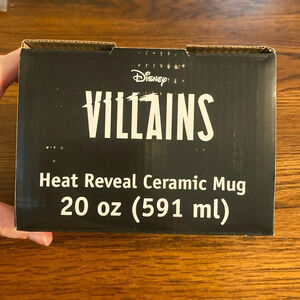 Disney
VILLAINS
Heat Reveal Ceramic Mug
20 oz (591 ml)